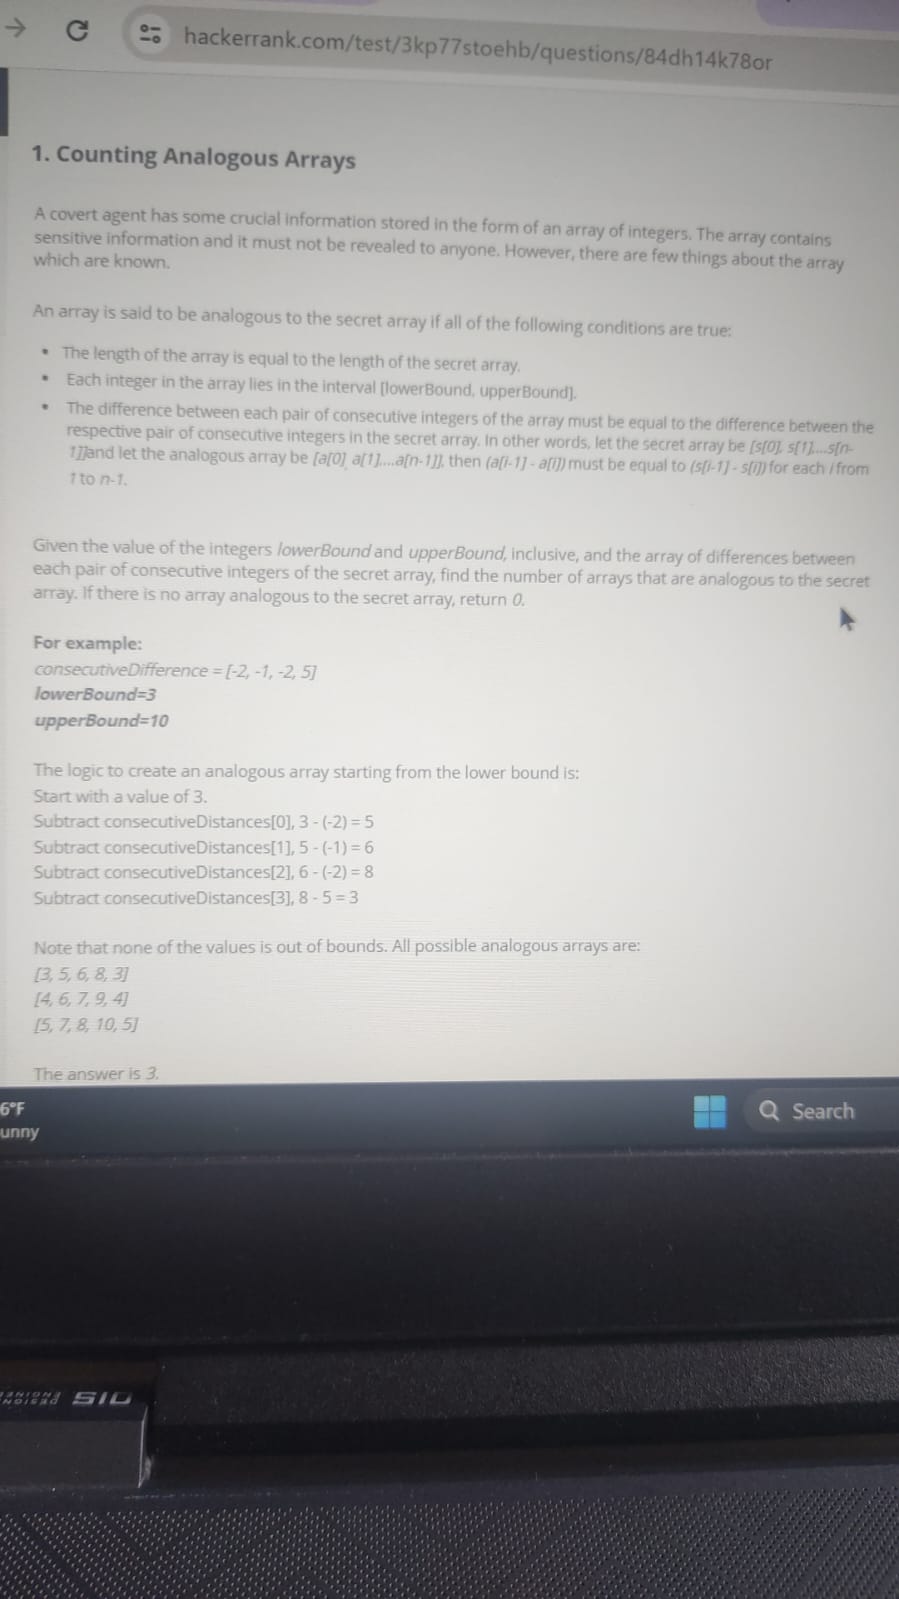 hackerrank.com/test/3kp77stoehb/questions/84dh14k78or
1. Counting Analogous Arrays
A covert agent has some crucial information stored in the form of an array of integers. The array contains
sensitive information and it must not be revealed to anyone. However, there are few things about the array
which are known.
An array is said to be analogous to the secret array if all of the following conditions are true:
• The length of the array is equal to the length of the secret array.
• Each integer in the array lies in the interval [lowerBound, upperBound].
• The difference between each pair of consecutive integers of the array must be equal to the difference between the
respective pair of consecutive integers in the secret array. In other words, let the secret array be [s[0], s[1],...s[n-
1]]and let the analogous array be [a[0], a[1],...a[n-1]], then (a[i-1] - a[i]) must be equal to (s[i-1] - s[i]) for each i from
1 to n-1.
Given the value of the integers lowerBound and upperBound, inclusive, and the array of differences between
each pair of consecutive integers of the secret array, find the number of arrays that are analogous to the secret
array. If there is no array analogous to the secret array, return 0.
For example:
consecutiveDifference = [-2, -1, -2, 5]
lowerBound=3
upperBound=10
The logic to create an analogous array starting from the lower bound is:
Start with a value of 3.
Subtract consecutiveDistances[0], 3 - (-2) = 5
Subtract consecutiveDistances[1], 5 - (-1) = 6
Subtract consecutiveDistances[2], 6 - (-2) = 8
Subtract consecutiveDistances[3], 8 - 5 = 3
Note that none of the values is out of bounds. All possible analogous arrays are:
[3, 5, 6, 8, 3]
[4, 6, 7, 9, 4]
[5, 7, 8, 10, 5]
The answer is 3.
6°F
unny
Search